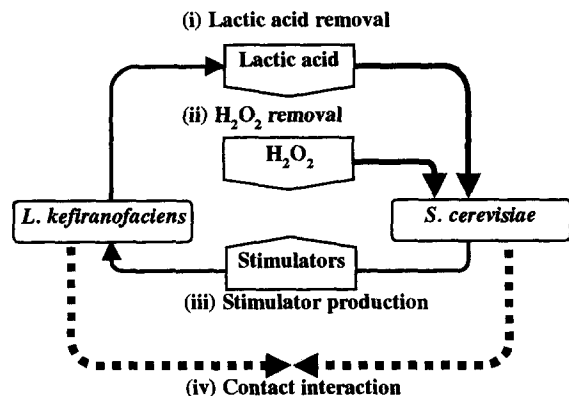 (i) Lactic acid removal
Lactic acid
(ii) H₂O₂ removal
H₂O₂
L. kefiranofaciens
S. cerevisiae
Stimulators
(iii) Stimulator production
(iv) Contact interaction